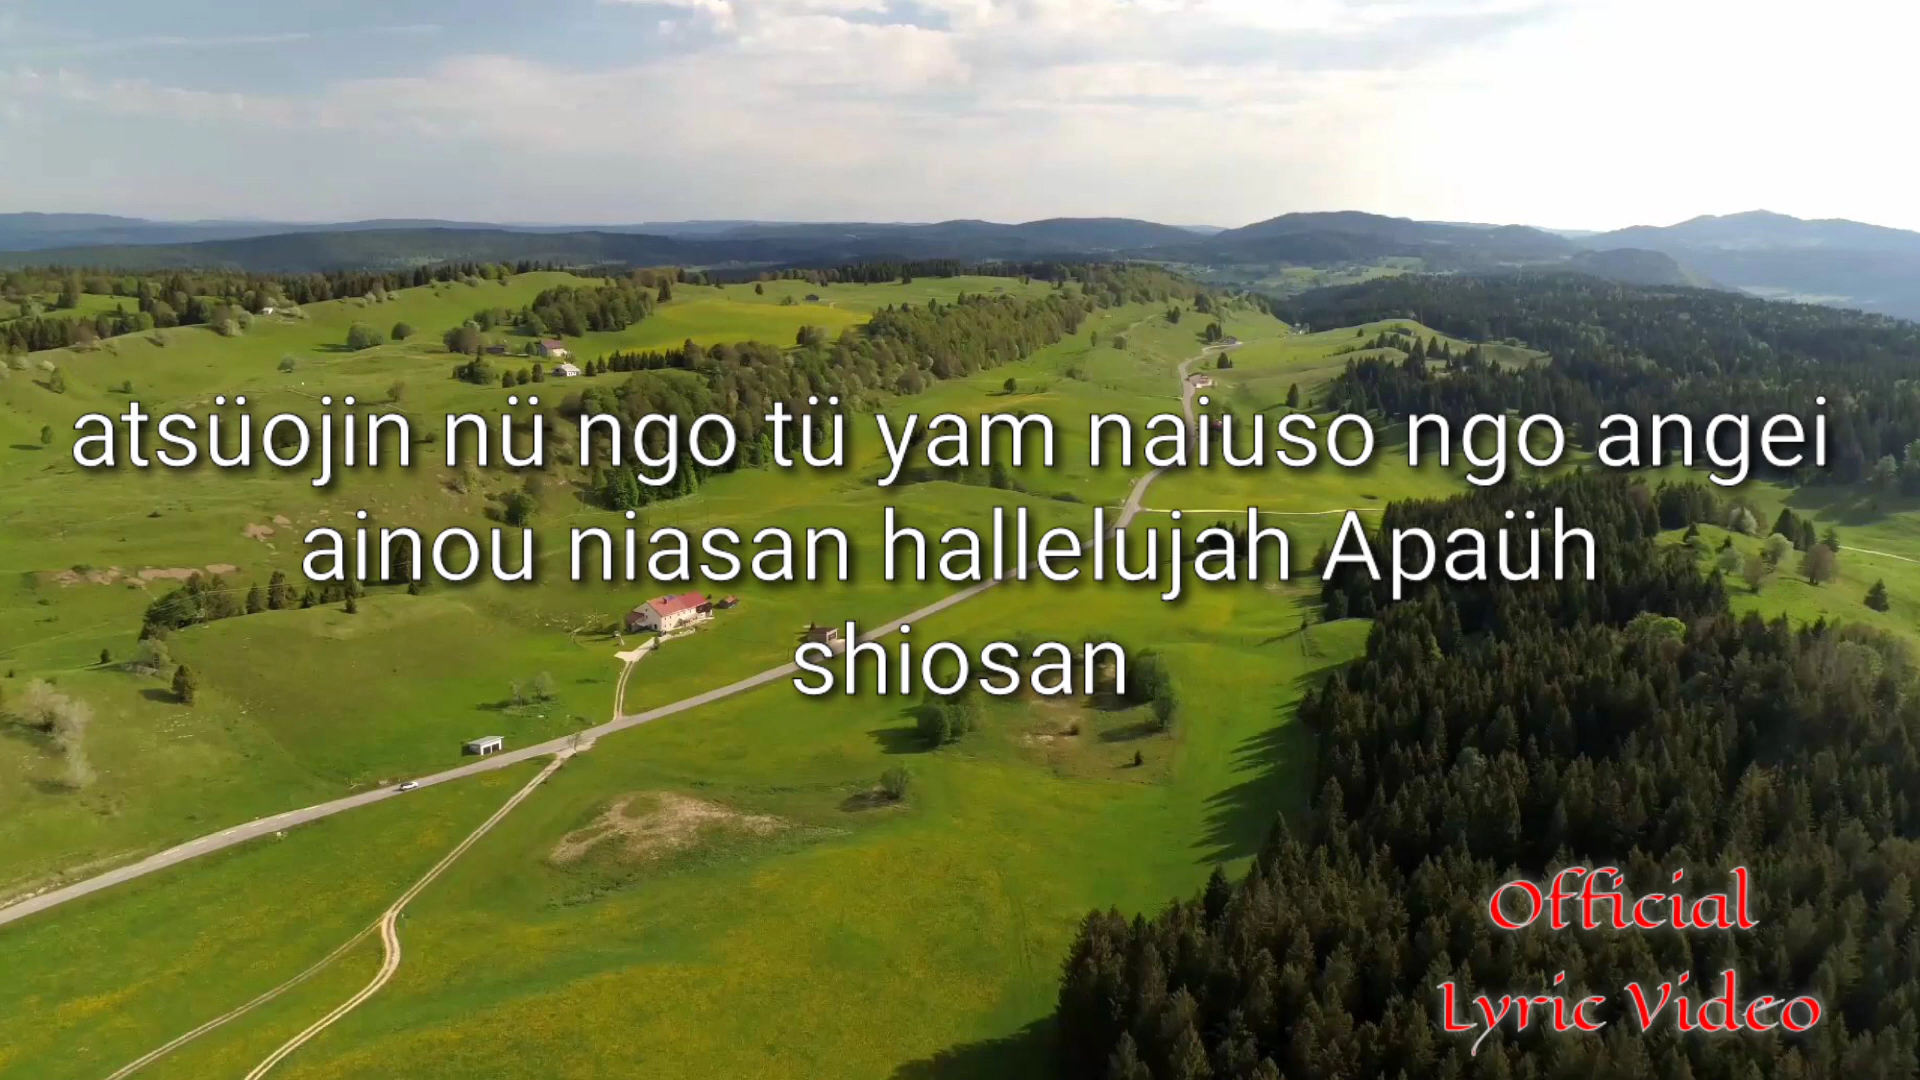 atsüojin nü ngo tü yam naiuso ngo angei
ainou niasan hallelujah Apaüh
shiosan
Official
Lyric Video